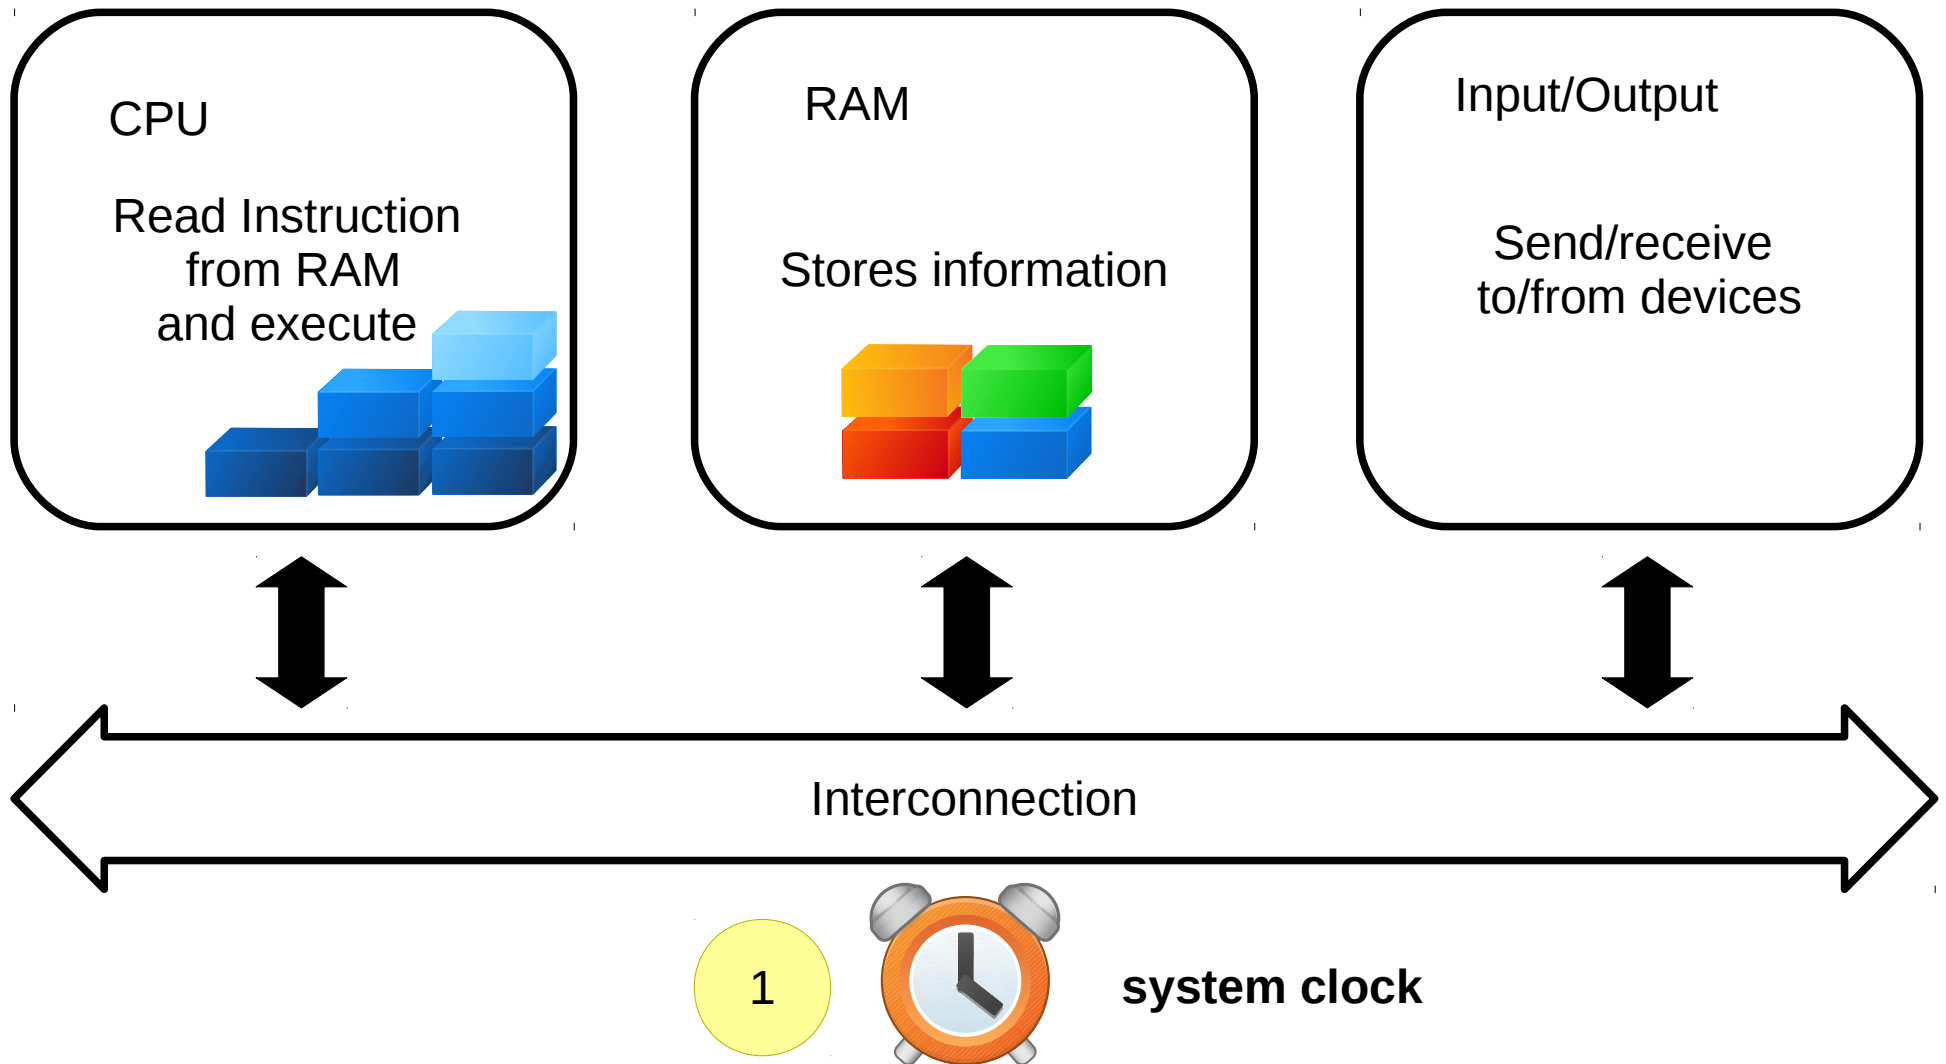 CPU
Read Instruction
from RAM
and execute
RAM
Stores information
Input/Output
Send/receive
to/from devices
Interconnection
1
system clock